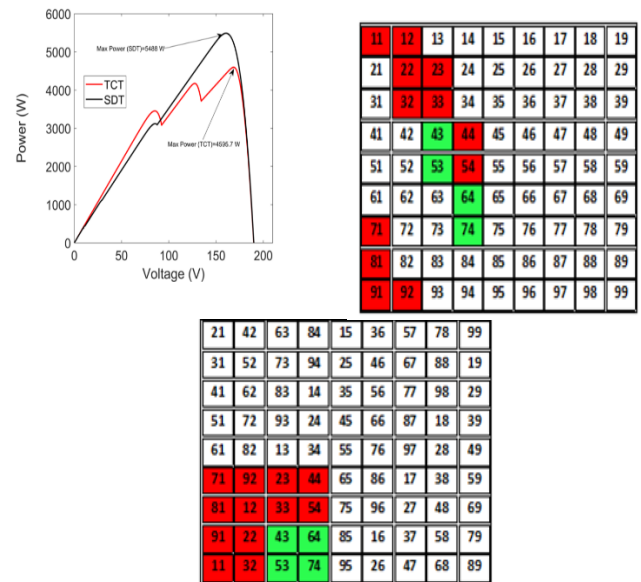 6000
5000
4000
3000
2000
1000
0
Power (W)
Max Power (SDT)=5486 W
TCT
SDT
Max Power (TCT)=4595.7 W
0 50 100 150 200
Voltage (V)
11 12 13 14 15 16 17 18 19
21 22 23 24 25 26 27 28 29
31 32 33 34 35 36 37 38 39
41 42 43 44 45 46 47 48 49
51 52 53 54 55 56 57 58 59
61 62 63 64 65 66 67 68 69
71 72 73 74 75 76 77 78 79
81 82 83 84 84 86 87 88 89
91 92 93 94 95 96 97 98 99
21 42 63 84 15 36 57 78 99
31 52 73 94 25 46 67 88 19
41 62 83 14 35 56 77 98 29
51 72 93 24 45 66 87 18 39
61 82 13 34 55 76 97 28 49
71 92 23 44 65 86 17 38 59
81 12 33 54 75 96 27 48 69
91 22 43 64 85 16 37 58 79
11 32 53 74 95 26 47 68 89